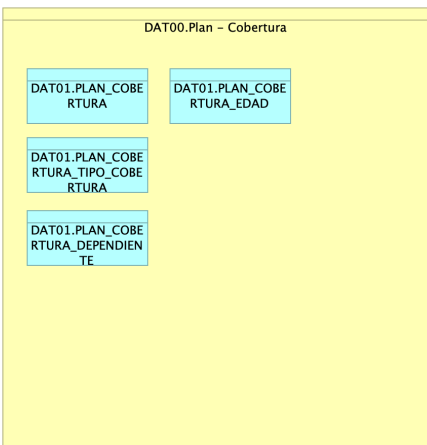 DAT00.Plan – Cobertura
DAT01.PLAN_COBE
RTURA
DAT01.PLAN_COBE
RTURA_EDAD
DAT01.PLAN_COBE
RTURA_TIPO_COBE
RTURA
DAT01.PLAN_COBE
RTURA_DEPENDIEN
TE